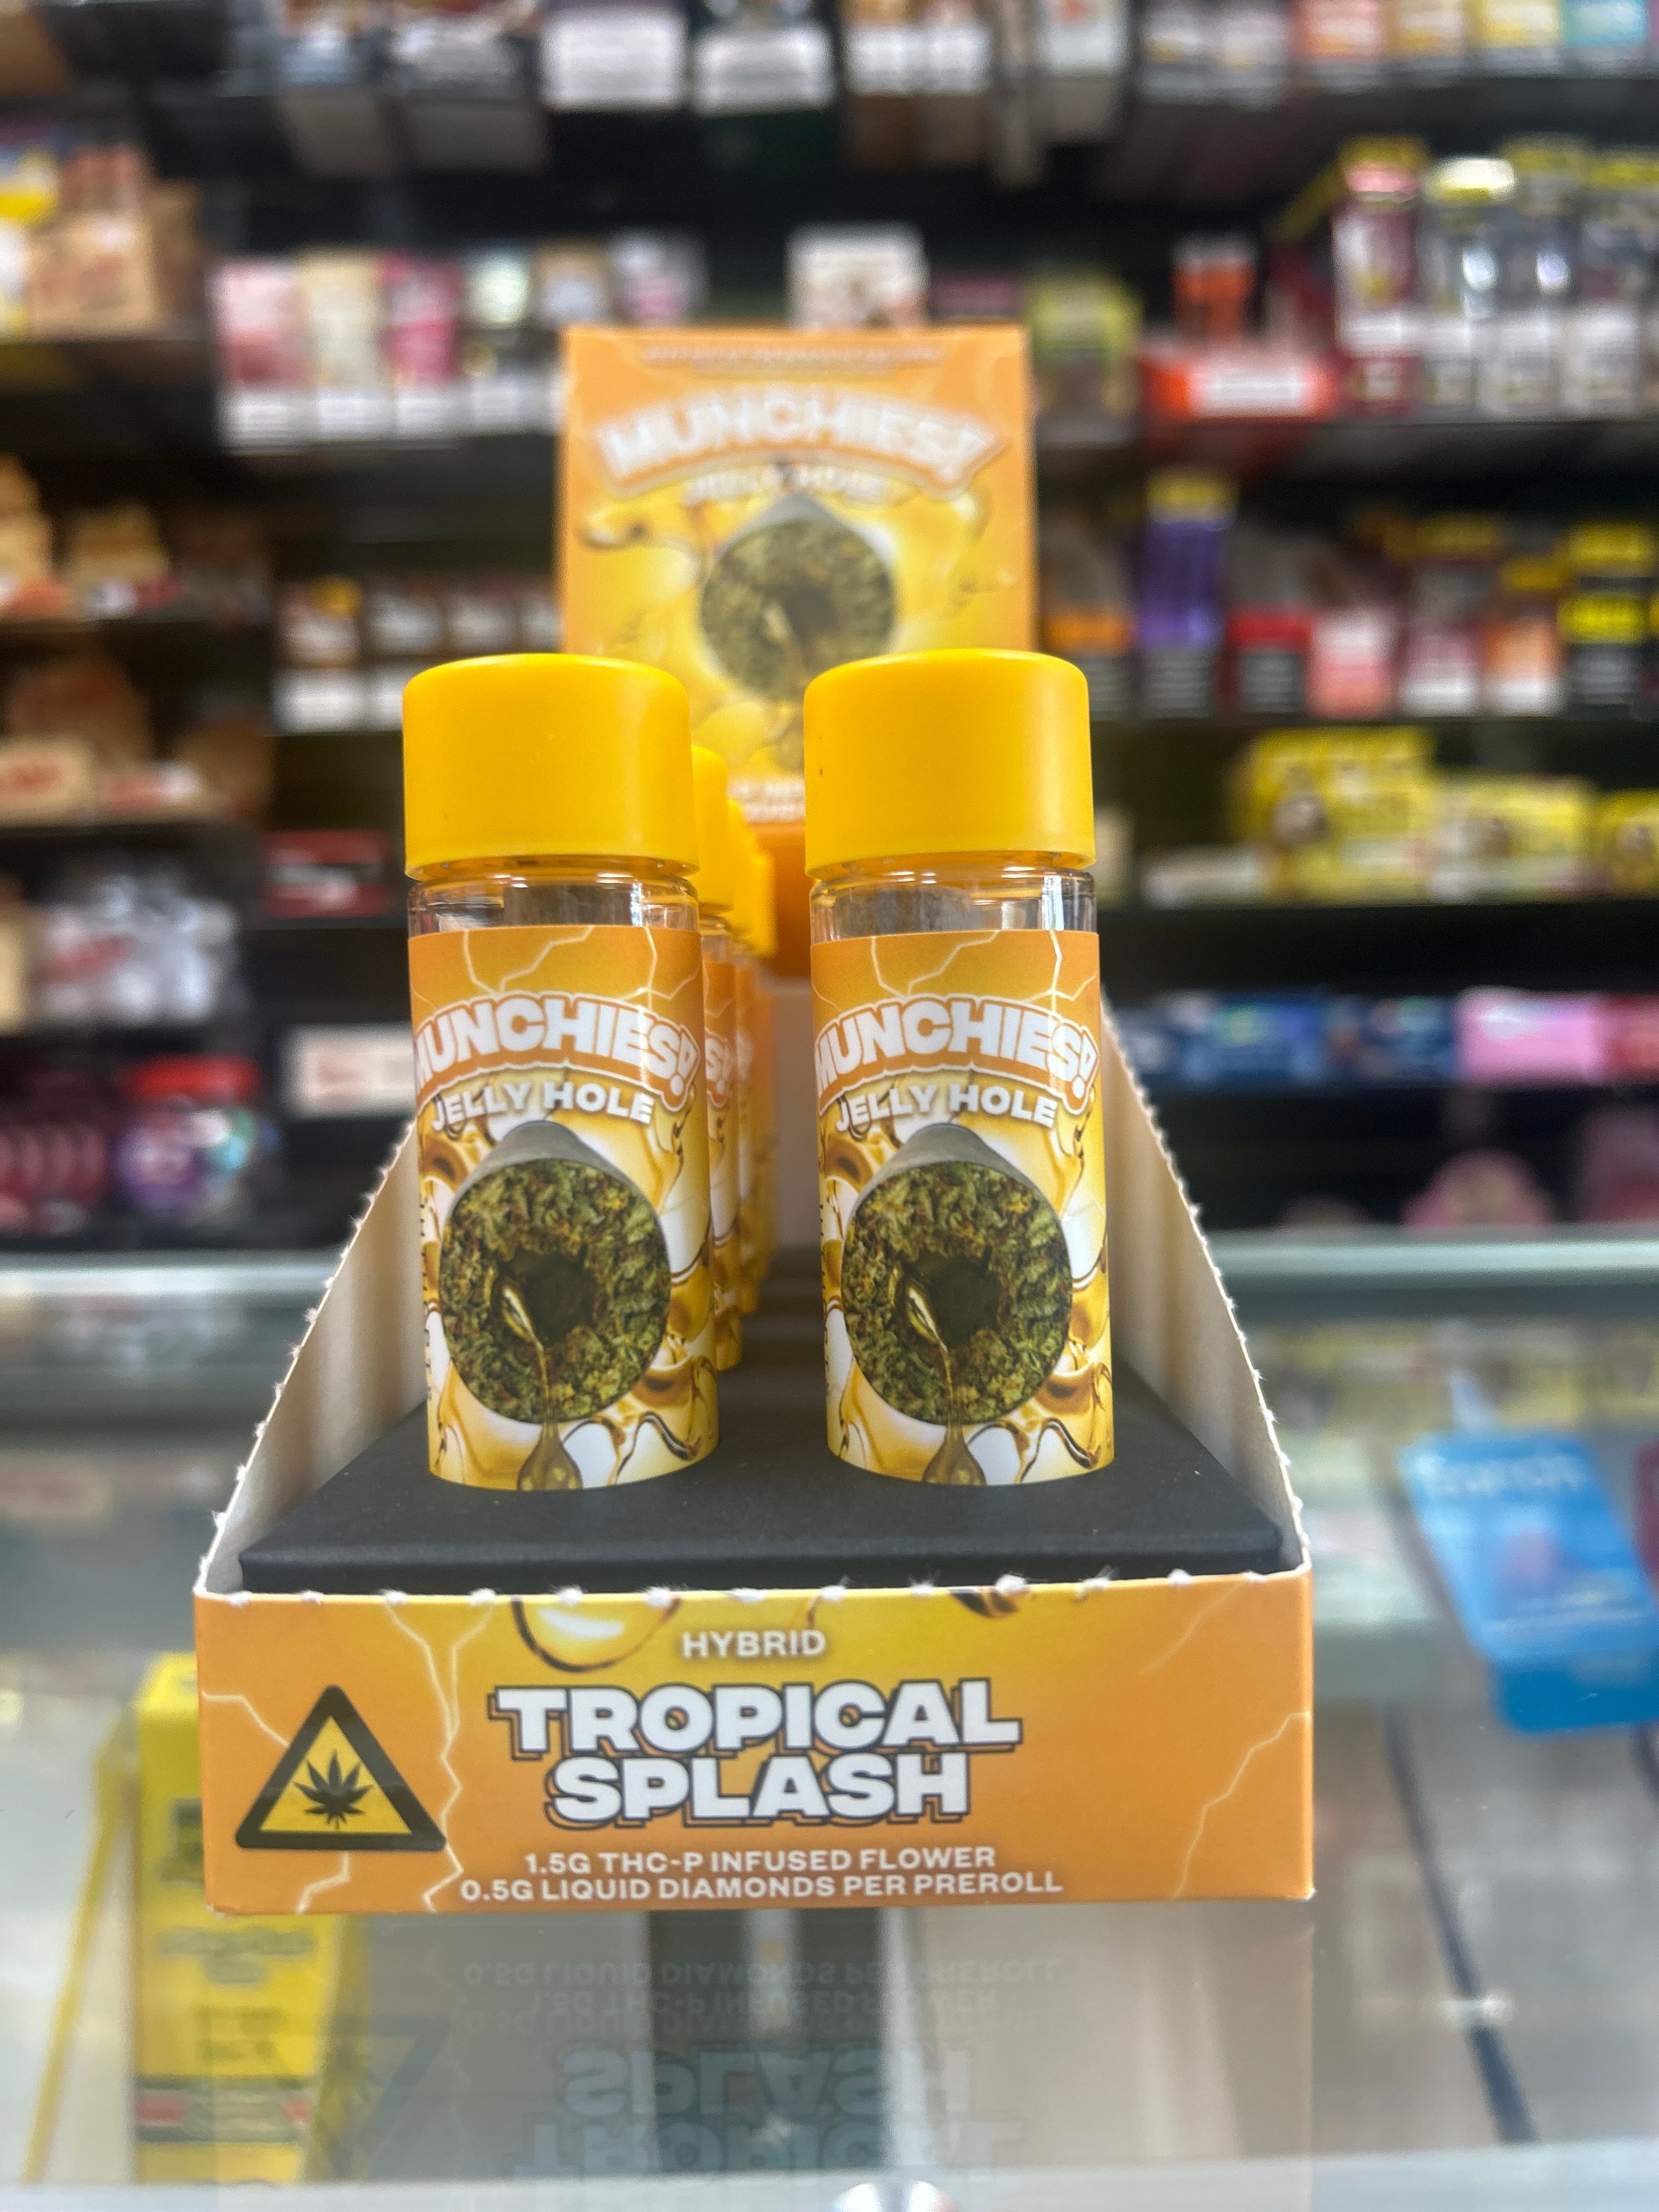 MUNCHIES!
JELLY HOLE
MUNCHIES!
JELLY HOLE
MUNCHIES!
JELLY HOLE
HYBRID
TROPICAL
SPLASH
1.5G THC-P INFUSED FLOWER
0.5G LIQUID DIAMONDS PER PREROLL